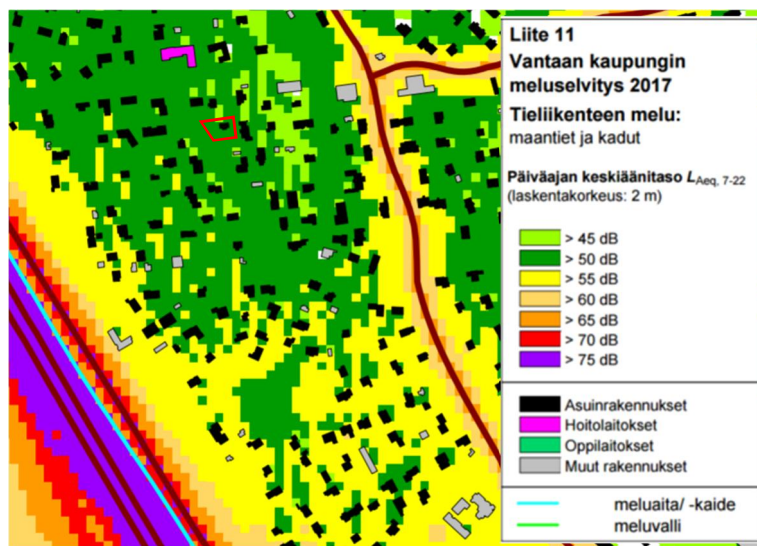 Liite 11
Vantaan kaupungin
meluselvitys 2017
Tieliikenteen melu:
maantiet ja kadut
Päiväajan keskiäänitaso LAeq, 7-22
(laskentakorkeus: 2 m)
> 45 dB
> 50 dB
> 55 dB
> 60 dB
> 65 dB
> 70 dB
> 75 dB
Asuinrakennukset
Hoitolaitokset
Oppilaitokset
Muut rakennukset
meluaita/ -kaide
meluvalli